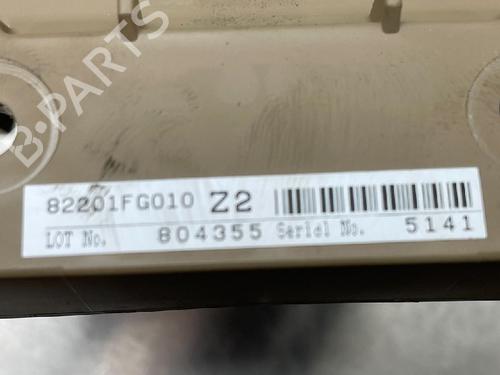 B-PARTS
82201FG010 Z2
LOT No. 804355 Serial No. 5141